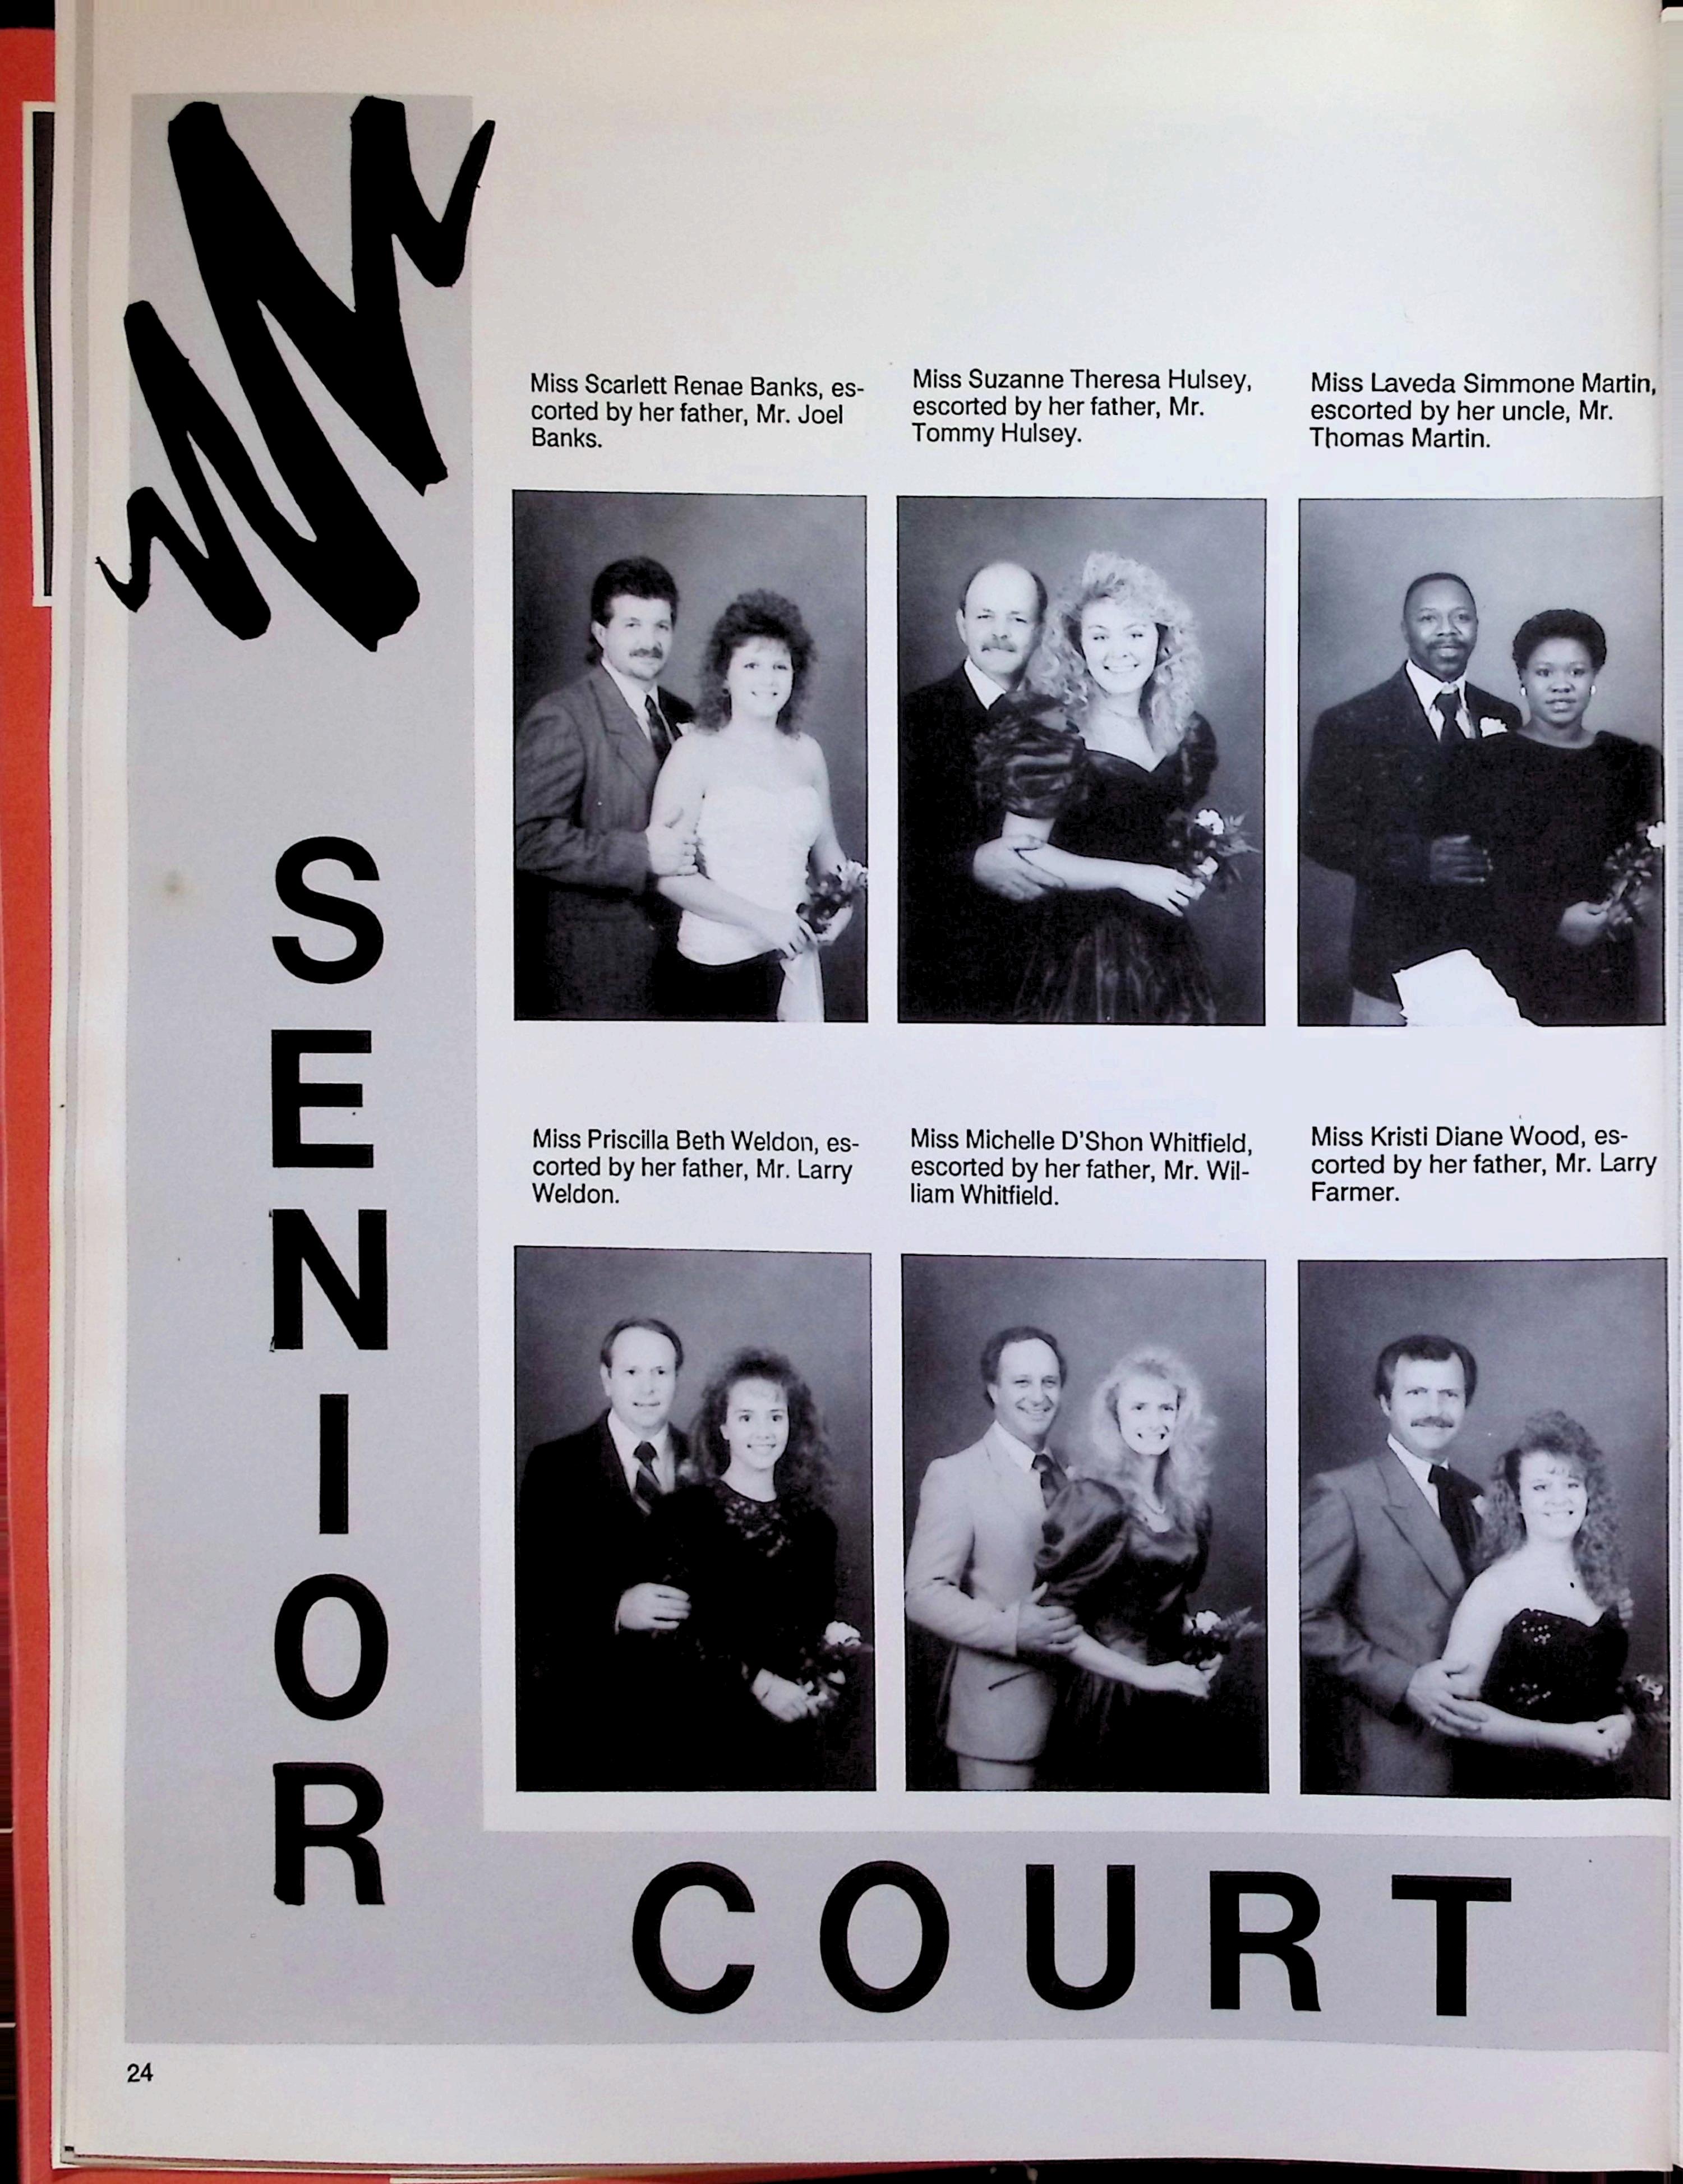 Miss Scarlett Renae Banks, es-
corted by her father, Mr. Joel
Banks.
Miss Suzanne Theresa Hulsey,
escorted by her father, Mr.
Tommy Hulsey.
Miss Laveda Simmone Martin,
escorted by her uncle, Mr.
Thomas Martin.
Miss Priscilla Beth Weldon, es-
corted by her father, Mr. Larry
Weldon.
Miss Michelle D'Shon Whitfield,
escorted by her father, Mr. Wil-
liam Whitfield.
Miss Kristi Diane Wood, es-
corted by her father, Mr. Larry
Farmer.
SENIOR
COURT
24